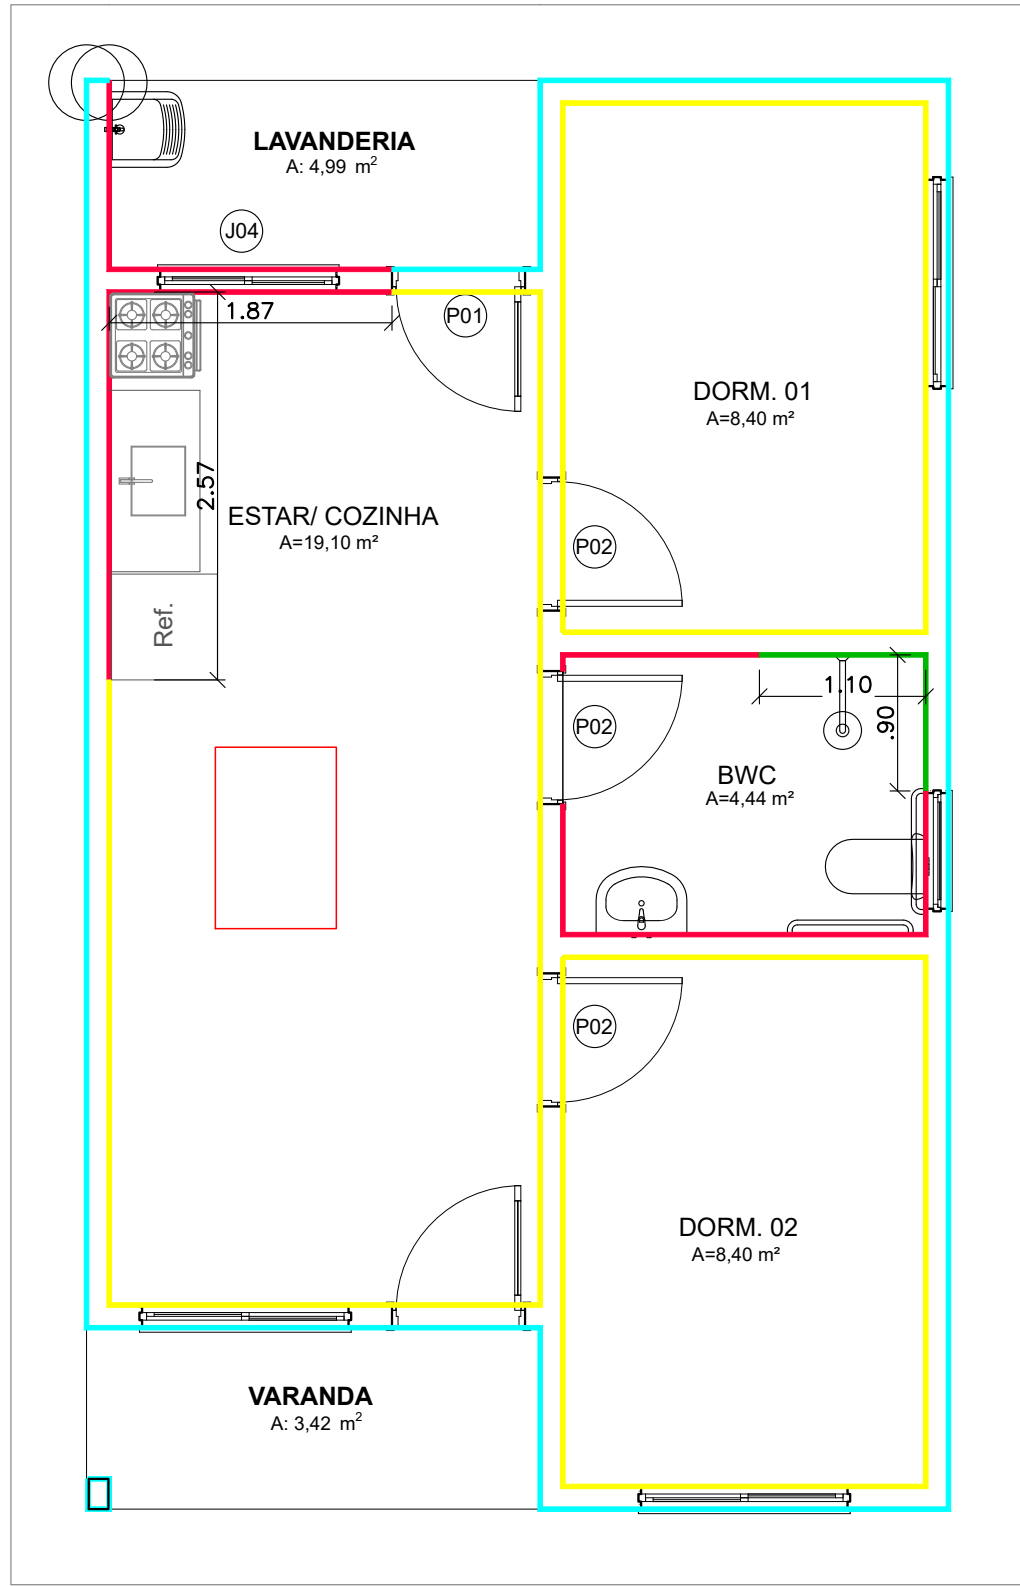 LAVANDERIA
A: 4,99 m²
J04
1.87
P01
DORM. 01
A=8,40 m²
2.57
ESTAR/ COZINHA
A=19,10 m²
P02
Ref.
1.10
.90
P02
BWC
A=4,44 m²
P02
DORM. 02
A=8,40 m²
VARANDA
A: 3,42 m²